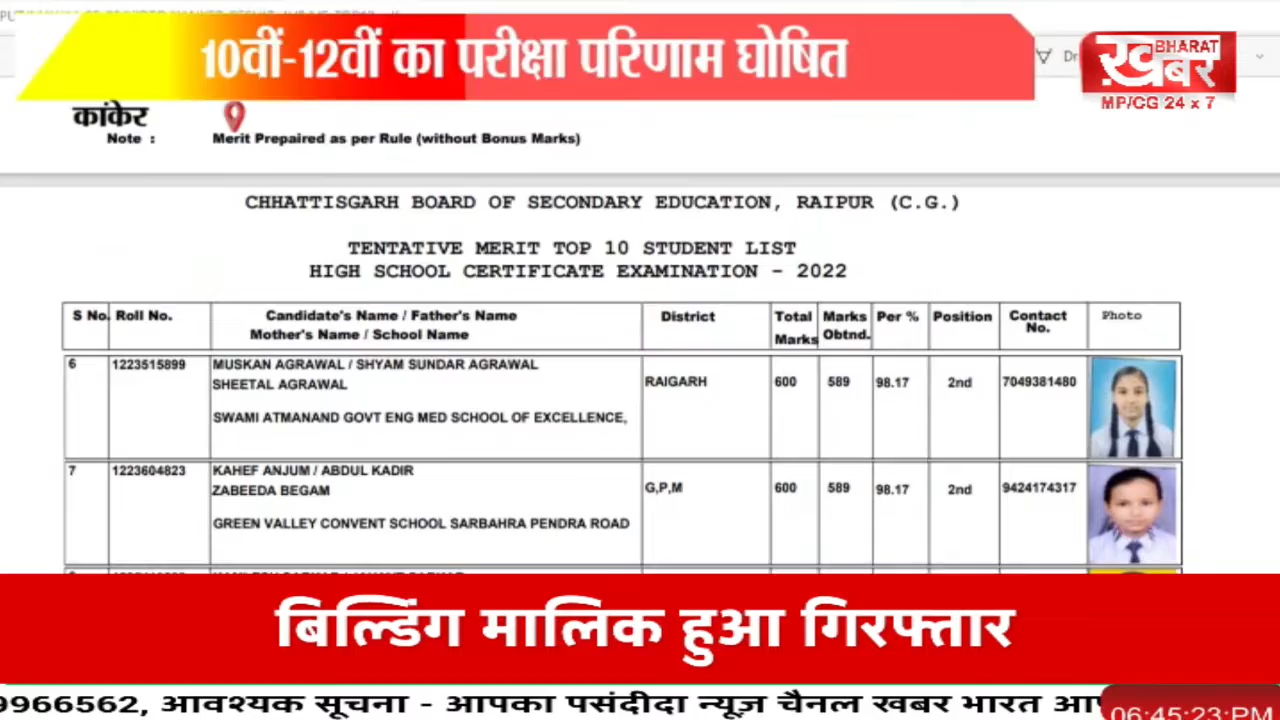 10वीं-12वीं का परीक्षा परिणाम घोषित
BHARAT
ख़बर
MP/CG 24 x 7
कांकेर
Note :
Merit Prepaired as per Rule (without Bonus Marks)
CHHATTISGARH BOARD OF SECONDARY EDUCATION, RAIPUR (C.G.)
TENTATIVE MERIT TOP 10 STUDENT LIST
HIGH SCHOOL CERTIFICATE EXAMINATION - 2022
S No. Roll No. Candidate's Name / Father's Name District Total Marks Per % Position Contact Photo
Mother's Name / School Name Marks Obtnd. No.
6 1223515899 MUSKAN AGRAWAL / SHYAM SUNDAR AGRAWAL
SHEETAL AGRAWAL RAIGARH 600 589 98.17 2nd 7049381480
SWAMI ATMANAND GOVT ENG MED SCHOOL OF EXCELLENCE,
7 1223604823 KAHEF ANJUM / ABDUL KADIR
ZABEEDA BEGAM G,P,M 600 589 98.17 2nd 9424174317
GREEN VALLEY CONVENT SCHOOL SARBAHRA PENDRA ROAD
बिल्डिंग मालिक हुआ गिरफ्तार
9966562, आवश्यक सूचना - आपका पसंदीदा न्यूज़ चैनल खबर भारत
06:45:23:PM